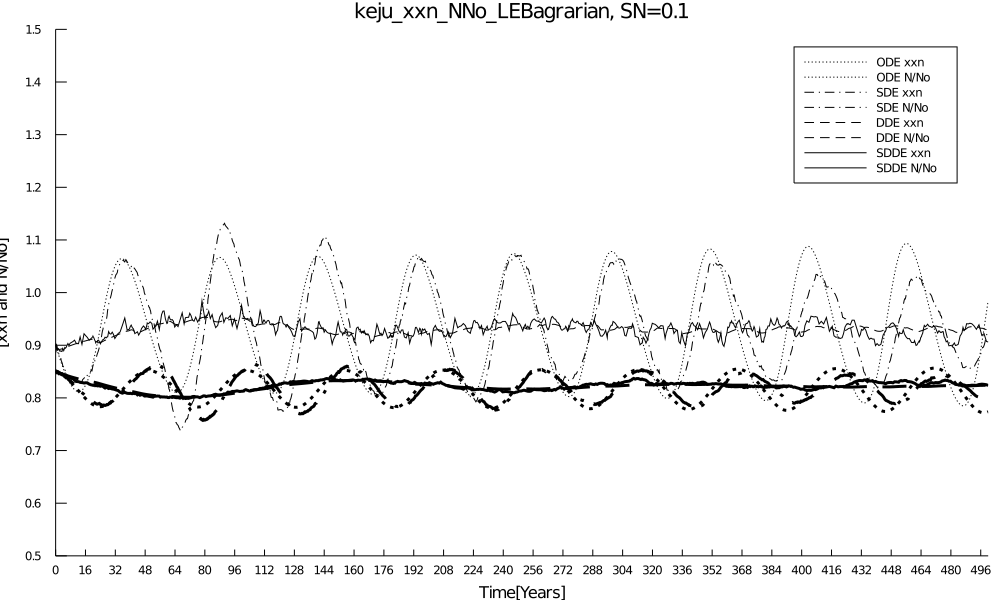 keju_xxn_NNo_LEBagrarian, SN=0.1
1.5
1.4
1.3
1.2
1.1
1.0
0.9
0.8
0.7
0.6
0.5
[xxn and N/No]
ODE xxn
ODE N/No
SDE xxn
SDE N/No
DDE xxn
DDE N/No
SDDE xxn
SDDE N/No
0 16 32 48 64 80 96 112 128 144 160 176 192 208 224 240 256 272 288 304 320 336 352 368 384 400 416 432 448 464 480 496
Time[Years]